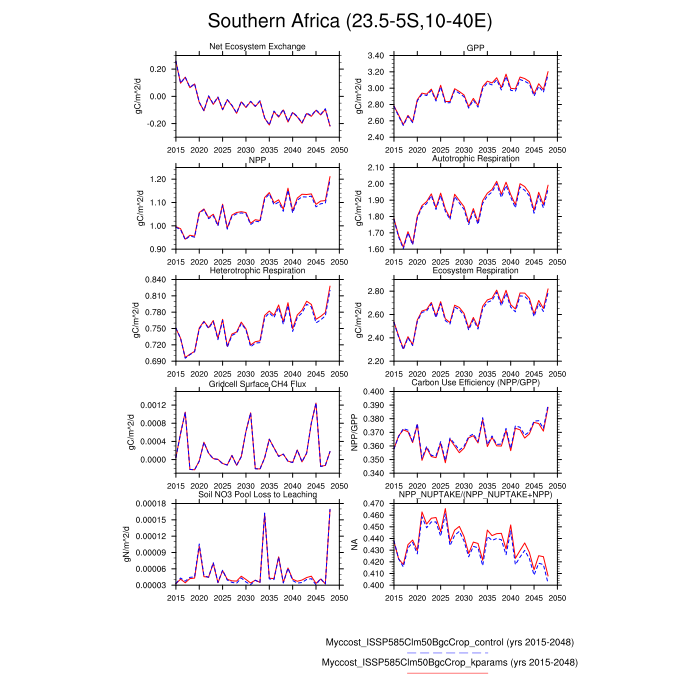 Southern Africa (23.5-5S,10-40E)
Net Ecosystem Exchange
gC/m^2/d
0.20
0.00
-0.20
2015 2020 2025 2030 2035 2040 2045 2050
GPP
gC/m^2/d
3.40
3.20
3.00
2.80
2.60
2.40
2015 2020 2025 2030 2035 2040 2045 2050
NPP
gC/m^2/d
1.20
1.10
1.00
0.90
2015 2020 2025 2030 2035 2040 2045 2050
Autotrophic Respiration
gC/m^2/d
2.10
2.00
1.90
1.80
1.70
1.60
2015 2020 2025 2030 2035 2040 2045 2050
Heterotrophic Respiration
gC/m^2/d
0.840
0.810
0.780
0.750
0.720
0.690
2015 2020 2025 2030 2035 2040 2045 2050
Ecosystem Respiration
gC/m^2/d
2.80
2.60
2.40
2.20
2015 2020 2025 2030 2035 2040 2045 2050
Gridcell Surface CH4 Flux
gC/m^2/d
0.0012
0.0008
0.0004
0.0000
2015 2020 2025 2030 2035 2040 2045 2050
Carbon Use Efficiency (NPP/GPP)
NPP/GPP
0.400
0.390
0.380
0.370
0.360
0.350
0.340
2015 2020 2025 2030 2035 2040 2045 2050
Soil NO3 Pool Loss to Leaching
gN/m^2/d
0.00018
0.00015
0.00012
0.00009
0.00006
0.00003
2015 2020 2025 2030 2035 2040 2045 2050
NPP_NUPTAKE/(NPP_NUPTAKE+NPP)
NA
0.470
0.460
0.450
0.440
0.430
0.420
0.410
0.400
2015 2020 2025 2030 2035 2040 2045 2050
Myccost_ISSP585Clm50BgcCrop_control (yrs 2015-2048)
Myccost_ISSP585Clm50BgcCrop_kparams (yrs 2015-2048)